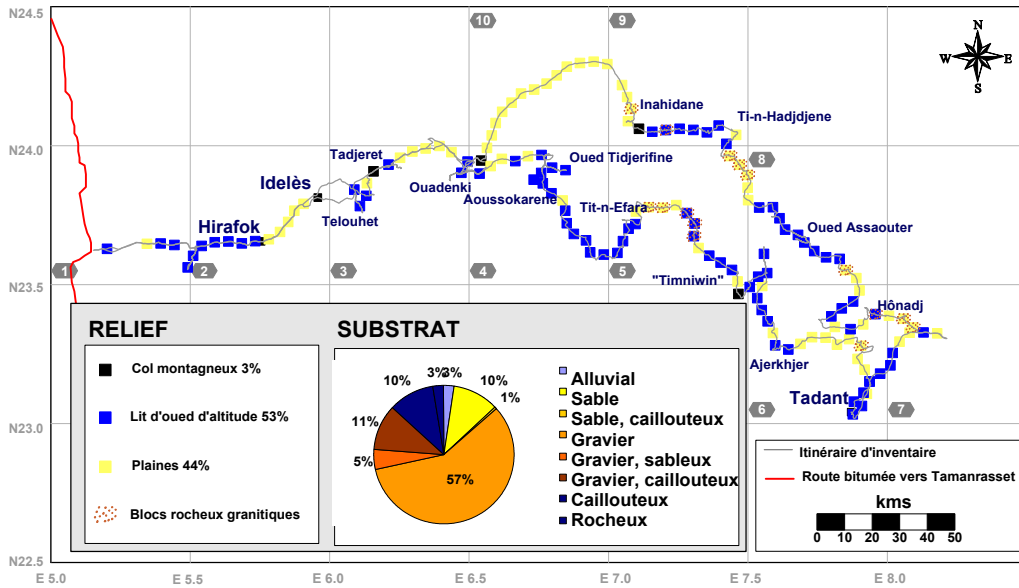 N24.5
10
9
N
W E
S
Inahidane
Ti-n-Hadjdjene
N24.0
Tadjeret
Oued Tidjerifine
8
Idelès
Ouadenki
Aoussokarene
Telouhet
Tit-n-Efara
Hirafok
Oued Assaouter
N23.5
1
2
3
4
5
"Timniwin"
Hônadj
Ajerkhjer
Tadant
6
7
N23.0
N22.5
RELIEF
Col montagneux 3%
Lit d'oued d'altitude 53%
Plaines 44%
Blocs rocheux granitiques
SUBSTRAT
3%
3%
10%
1%
57%
5%
11%
10%
Alluvial
Sable
Sable, caillouteux
Gravier
Gravier, sableux
Gravier, caillouteux
Caillouteux
Rocheux
Itinéraire d'inventaire
Route bitumée vers Tamanrasset
kms
0 10 20 30 40 50
E 5.0 E 5.5 E 6.0 E 6.5 E 7.0 E 7.5 E 8.0